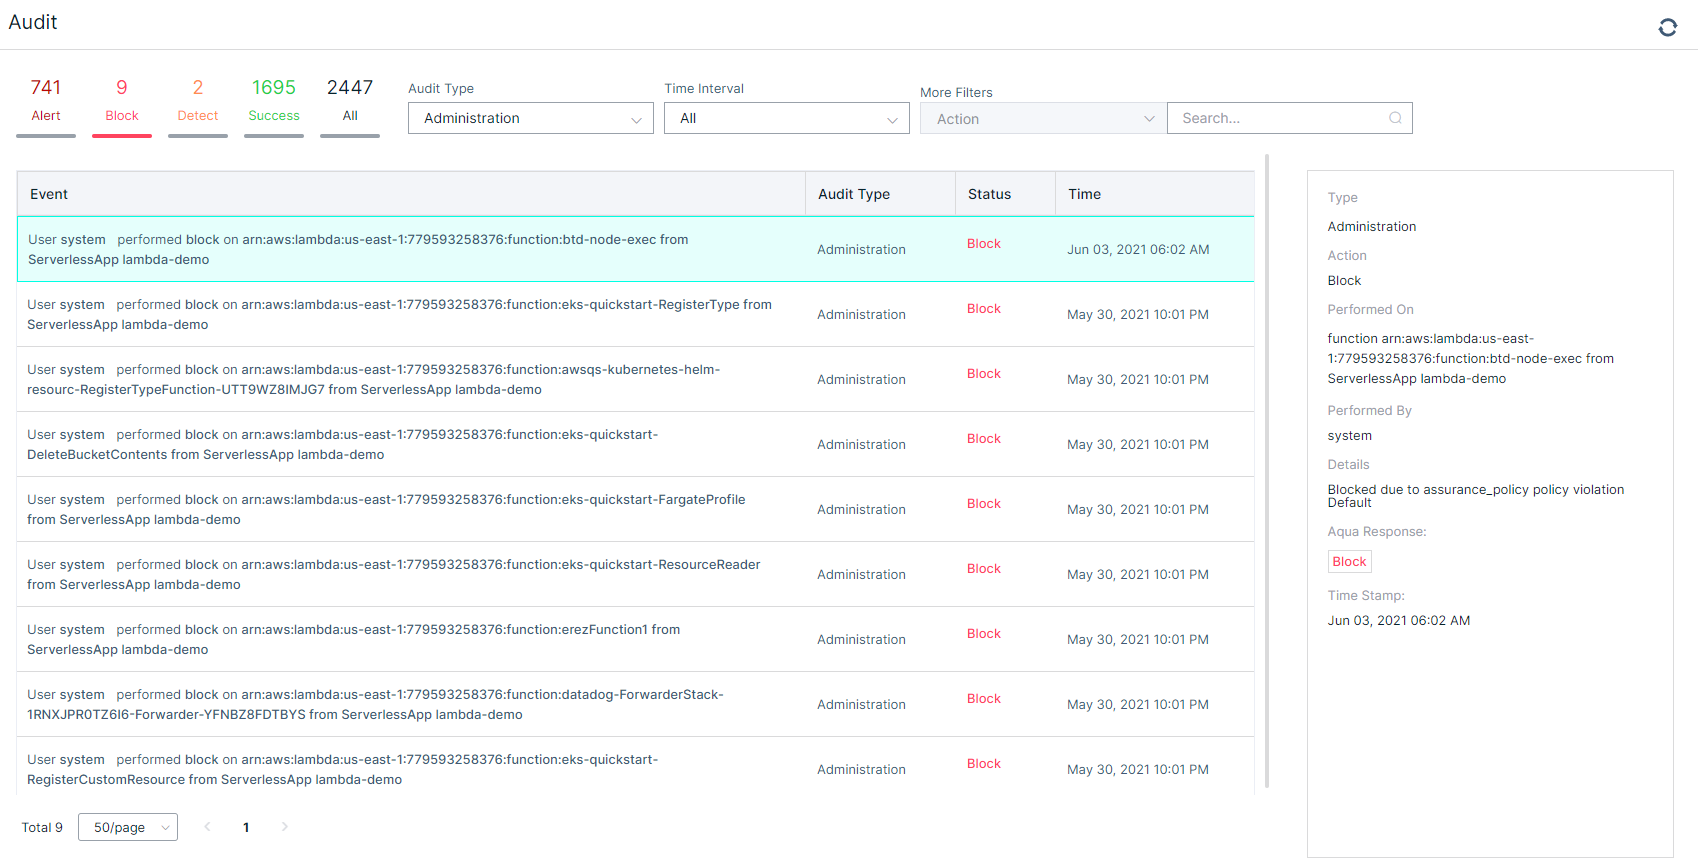 Audit
741
Alert
9
Block
2
Detect
1695
Success
2447
All
Audit Type
Administration
Time Interval
All
More Filters
Action
Search...
Event
Audit Type
Status
Time
User system performed block on arn:aws:lambda:us-east-1:779593258376:function:btd-node-exec from
ServerlessApp lambda-demo
Administration
Block
Jun 03, 2021 06:02 AM
User system performed block on arn:aws:lambda:us-east-1:779593258376:function:eks-quickstart-RegisterType from
ServerlessApp lambda-demo
Administration
Block
May 30, 2021 10:01 PM
User system performed block on arn:aws:lambda:us-east-1:779593258376:function:awsqs-kubernetes-helm-
resourc-RegisterTypeFunction-UTT9WZ8IMJG7 from ServerlessApp lambda-demo
Administration
Block
May 30, 2021 10:01 PM
User system performed block on arn:aws:lambda:us-east-1:779593258376:function:eks-quickstart-
DeleteBucketContents from ServerlessApp lambda-demo
Administration
Block
May 30, 2021 10:01 PM
User system performed block on arn:aws:lambda:us-east-1:779593258376:function:eks-quickstart-FargateProfile
from ServerlessApp lambda-demo
Administration
Block
May 30, 2021 10:01 PM
User system performed block on arn:aws:lambda:us-east-1:779593258376:function:eks-quickstart-ResourceReader
from ServerlessApp lambda-demo
Administration
Block
May 30, 2021 10:01 PM
User system performed block on arn:aws:lambda:us-east-1:779593258376:function:erezFunction1 from
ServerlessApp lambda-demo
Administration
Block
May 30, 2021 10:01 PM
User system performed block on arn:aws:lambda:us-east-1:779593258376:function:datadog-ForwarderStack-
1RNXJPR0TZ6I6-Forwarder-YFNBZ8FDTBYS from ServerlessApp lambda-demo
Administration
Block
May 30, 2021 10:01 PM
User system performed block on arn:aws:lambda:us-east-1:779593258376:function:eks-quickstart-
RegisterCustomResource from ServerlessApp lambda-demo
Administration
Block
May 30, 2021 10:01 PM
Total 9
50/page
1
Type
Administration
Action
Block
Performed On
function arn:aws:lambda:us-east-
1:779593258376:function:btd-node-exec from
ServerlessApp lambda-demo
Performed By
system
Details
Blocked due to assurance_policy policy violation
Default
Aqua Response:
Block
Time Stamp:
Jun 03, 2021 06:02 AM